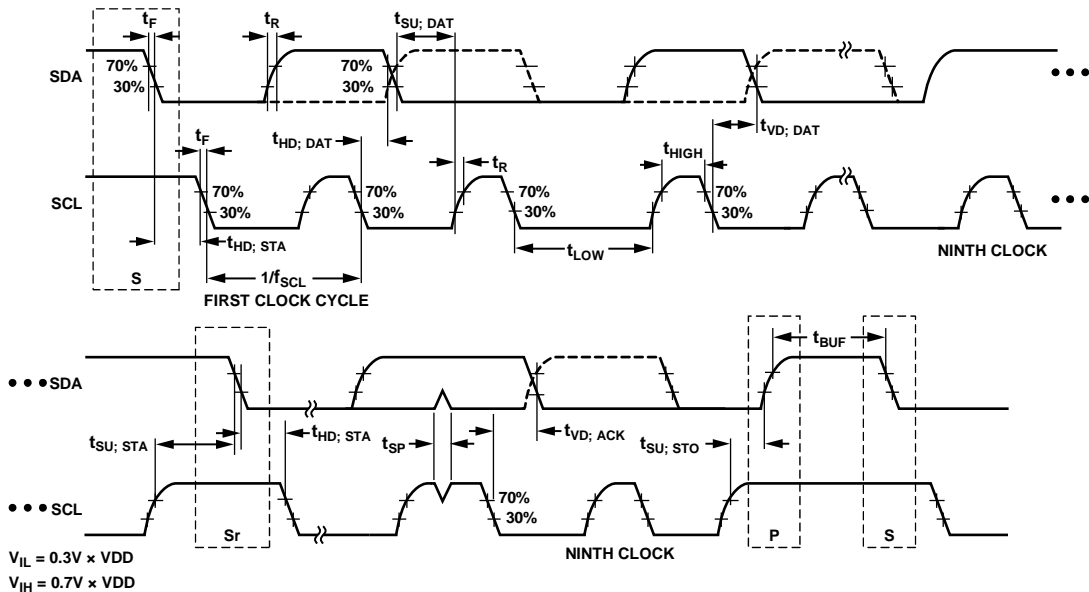 tF
tR
tSU; DAT
SDA
70%
30%
70%
30%
•••
tF
tHD; DAT
tR
tHIGH
tVD; DAT
SCL
70%
30%
70%
30%
70%
30%
•••
tHD; STA
tLOW
NINTH CLOCK
S
1/fSCL
FIRST CLOCK CYCLE
tBUF
•••SDA
tSU; STA
tHD; STA
tSP
tVD; ACK
tSU; STO
•••SCL
70%
30%
Sr
NINTH CLOCK
P
S
VIL = 0.3V × VDD
VIH = 0.7V × VDD